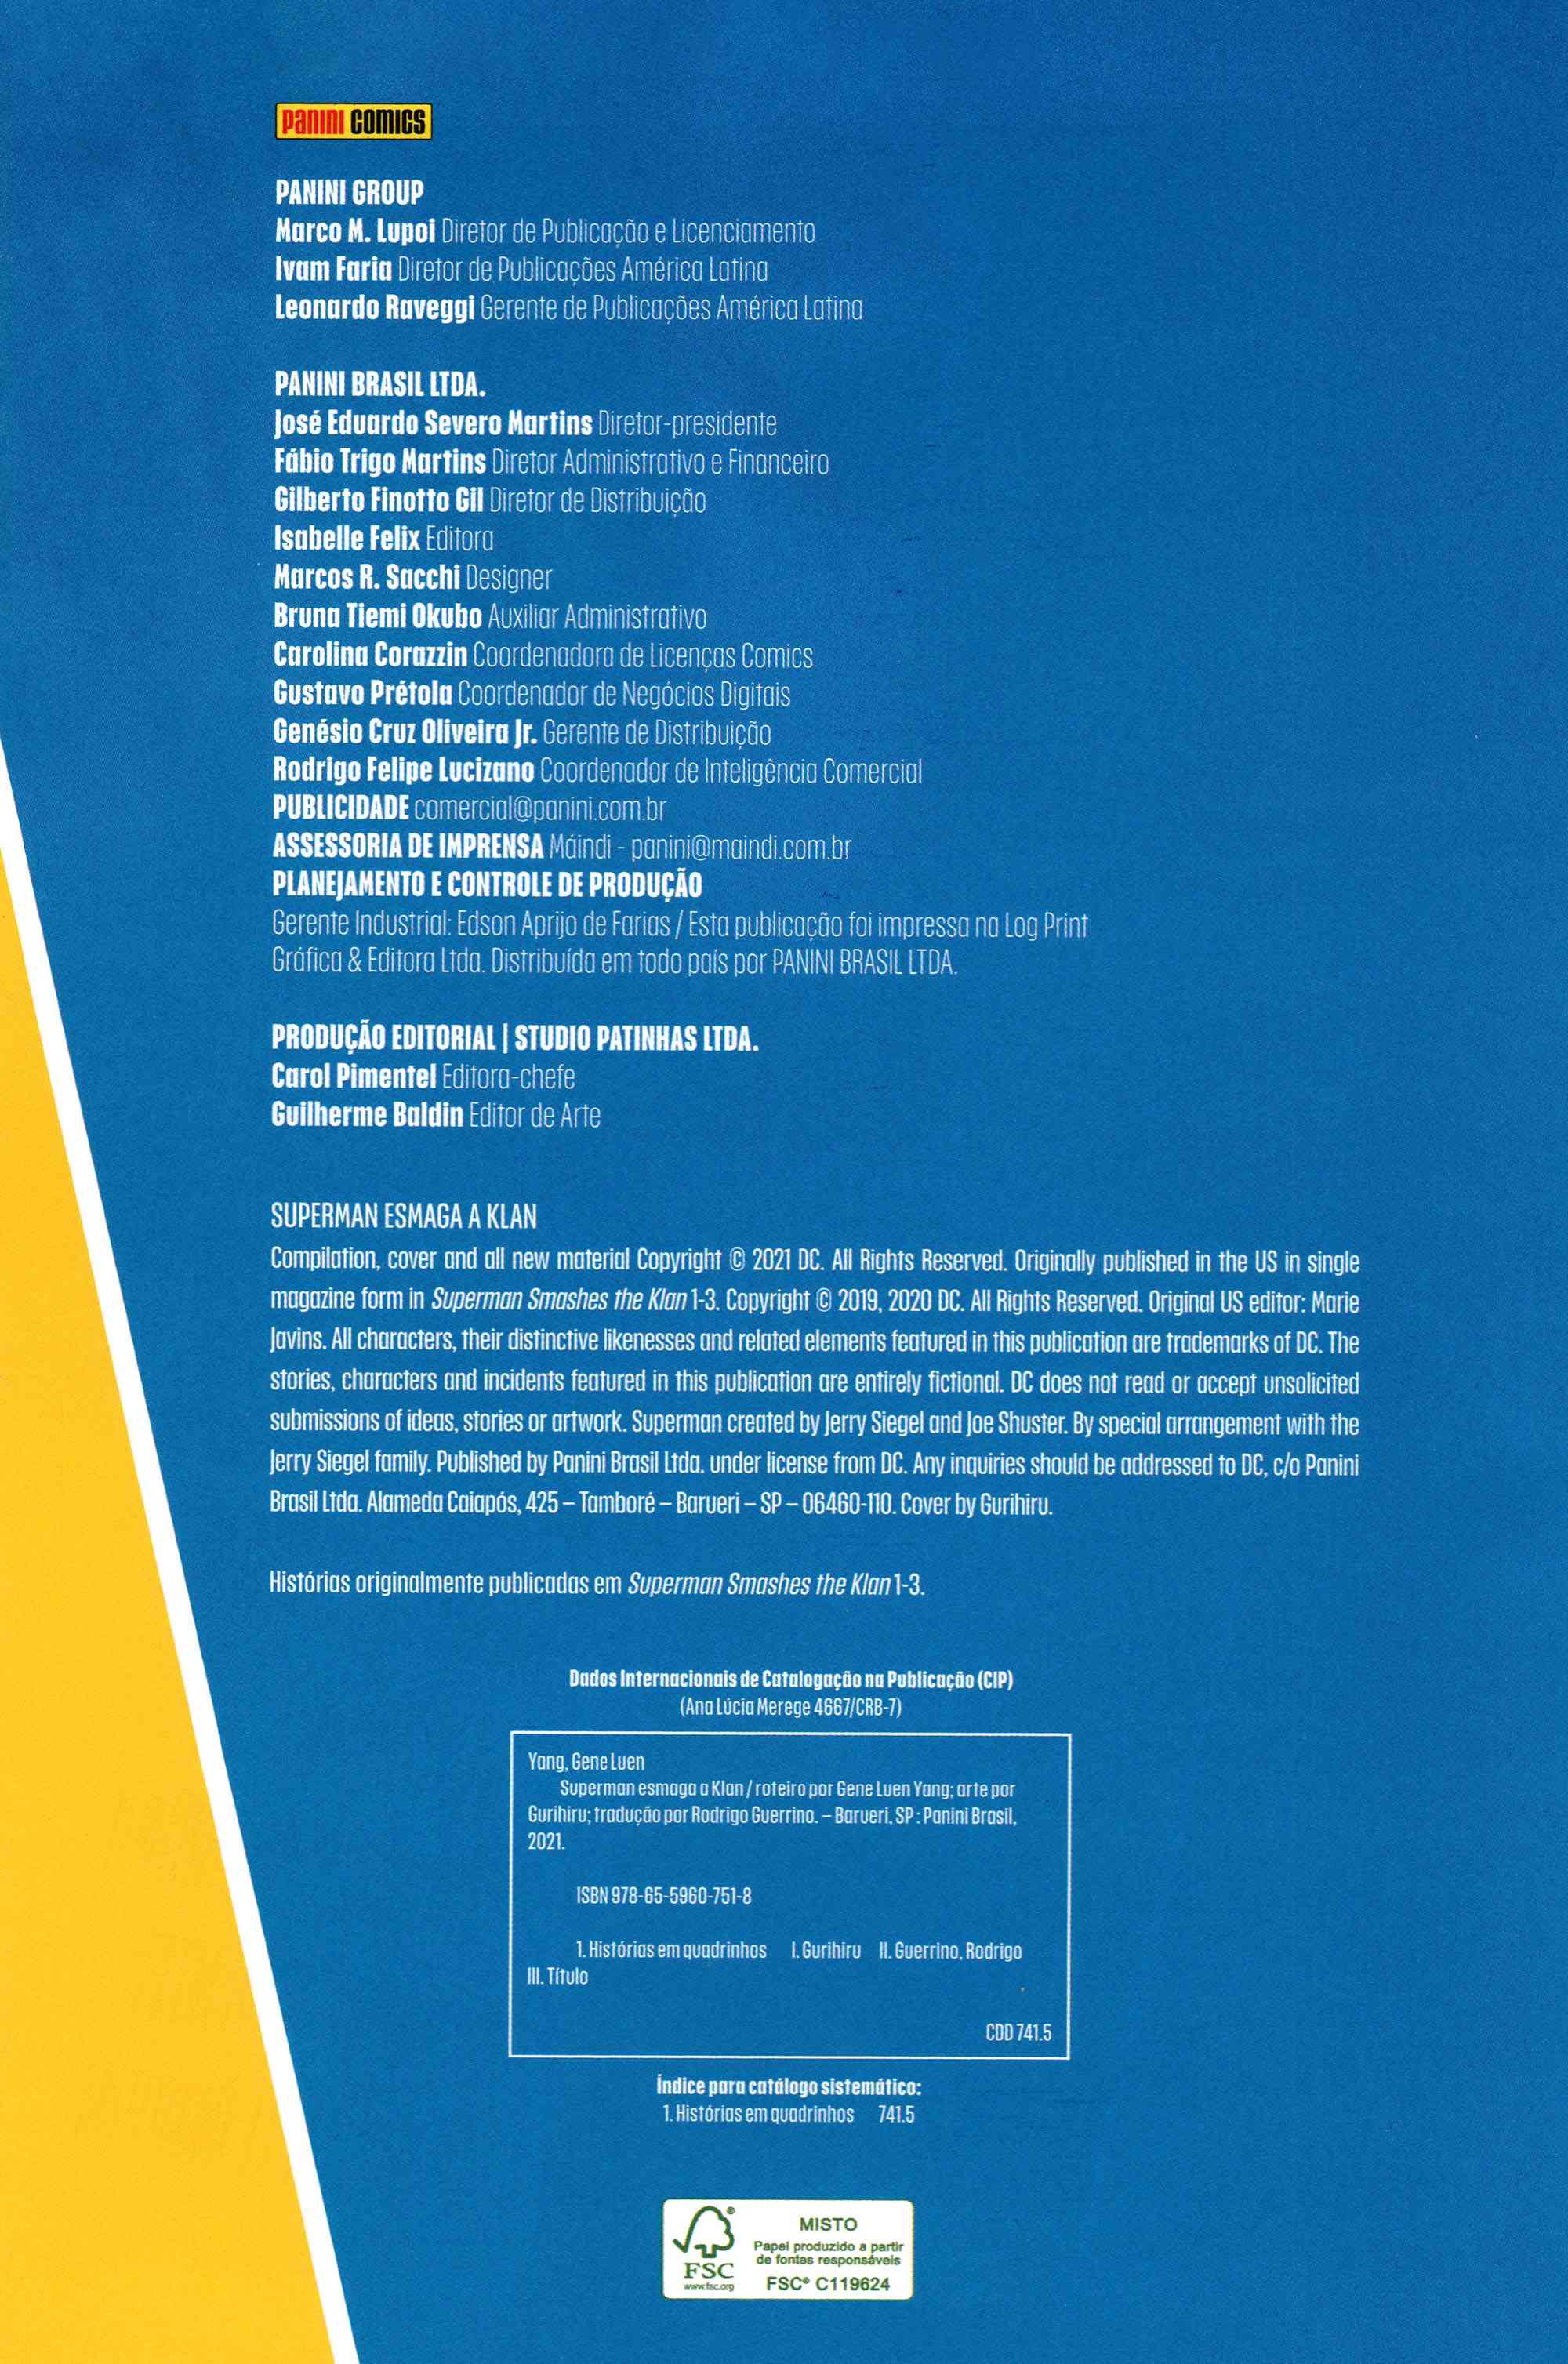 PANINI COMICS
PANINI GROUP
Marco M. Lupoi Diretor de Publicação e Licenciamento
Ivam Faria Diretor de Publicações América Latina
Leonardo Raveggi Gerente de Publicações América Latina
PANINI BRASIL LTDA.
José Eduardo Severo Martins Diretor-presidente
Fábio Trigo Martins Diretor Administrativo e Financeiro
Gilberto Finotto Gil Diretor de Distribuição
Isabelle Felix Editora
Marcos R. Sacchi Designer
Bruna Tiemi Okubo Auxiliar Administrativo
Carolina Corazzin Coordenadora de Licenças Comics
Gustavo Prétola Coordenador de Negócios Digitais
Genésio Cruz Oliveira Jr. Gerente de Distribuição
Rodrigo Felipe Lucizano Coordenador de Inteligência Comercial
PUBLICIDADE comercial@panini.com.br
ASSESSORIA DE IMPRENSA Máindi - panini@maindi.com.br
PLANEJAMENTO E CONTROLE DE PRODUÇÃO
Gerente Industrial: Edson Aprijo de Farias / Esta publicação foi impressa na Log Print
Gráfica & Editora Ltda. Distribuída em todo país por PANINI BRASIL LTDA.
PRODUÇÃO EDITORIAL | STUDIO PATINHAS LTDA.
Carol Pimentel Editora-chefe
Guilherme Baldin Editor de Arte
SUPERMAN ESMAGA A KLAN
Compilation, cover and all new material Copyright © 2021 DC. All Rights Reserved. Originally published in the US in single
magazine form in Superman Smashes the Klan 1-3. Copyright © 2019, 2020 DC. All Rights Reserved. Original US editor: Marie
Javins. All characters, their distinctive likenesses and related elements featured in this publication are trademarks of DC. The
stories, characters and incidents featured in this publication are entirely fictional. DC does not read or accept unsolicited
submissions of ideas, stories or artwork. Superman created by Jerry Siegel and Joe Shuster. By special arrangement with the
Jerry Siegel family. Published by Panini Brasil Ltda. under license from DC. Any inquiries should be addressed to DC, c/o Panini
Brasil Ltda. Alameda Caiapós, 425 – Tamboré – Barueri – SP – 06460-110. Cover by Gurihiru.
Histórias originalmente publicadas em Superman Smashes the Klan 1-3.
Dados Internacionais de Catalogação na Publicação (CIP)
(Ana Lúcia Merege 4667/CRB-7)
Yang, Gene Luen
Superman esmaga a Klan / roteiro por Gene Luen Yang; arte por
Gurihiru; tradução por Rodrigo Guerrino. – Barueri, SP : Panini Brasil,
2021.
ISBN 978-65-5960-751-8
1. Histórias em quadrinhos I. Gurihiru II. Guerrino, Rodrigo
III. Título
CDD 741.5
Índice para catálogo sistemático:
1. Histórias em quadrinhos 741.5
FSC
www.fsc.org
MISTO
Papel produzido a partir
de fontes responsáveis
FSC® C119624